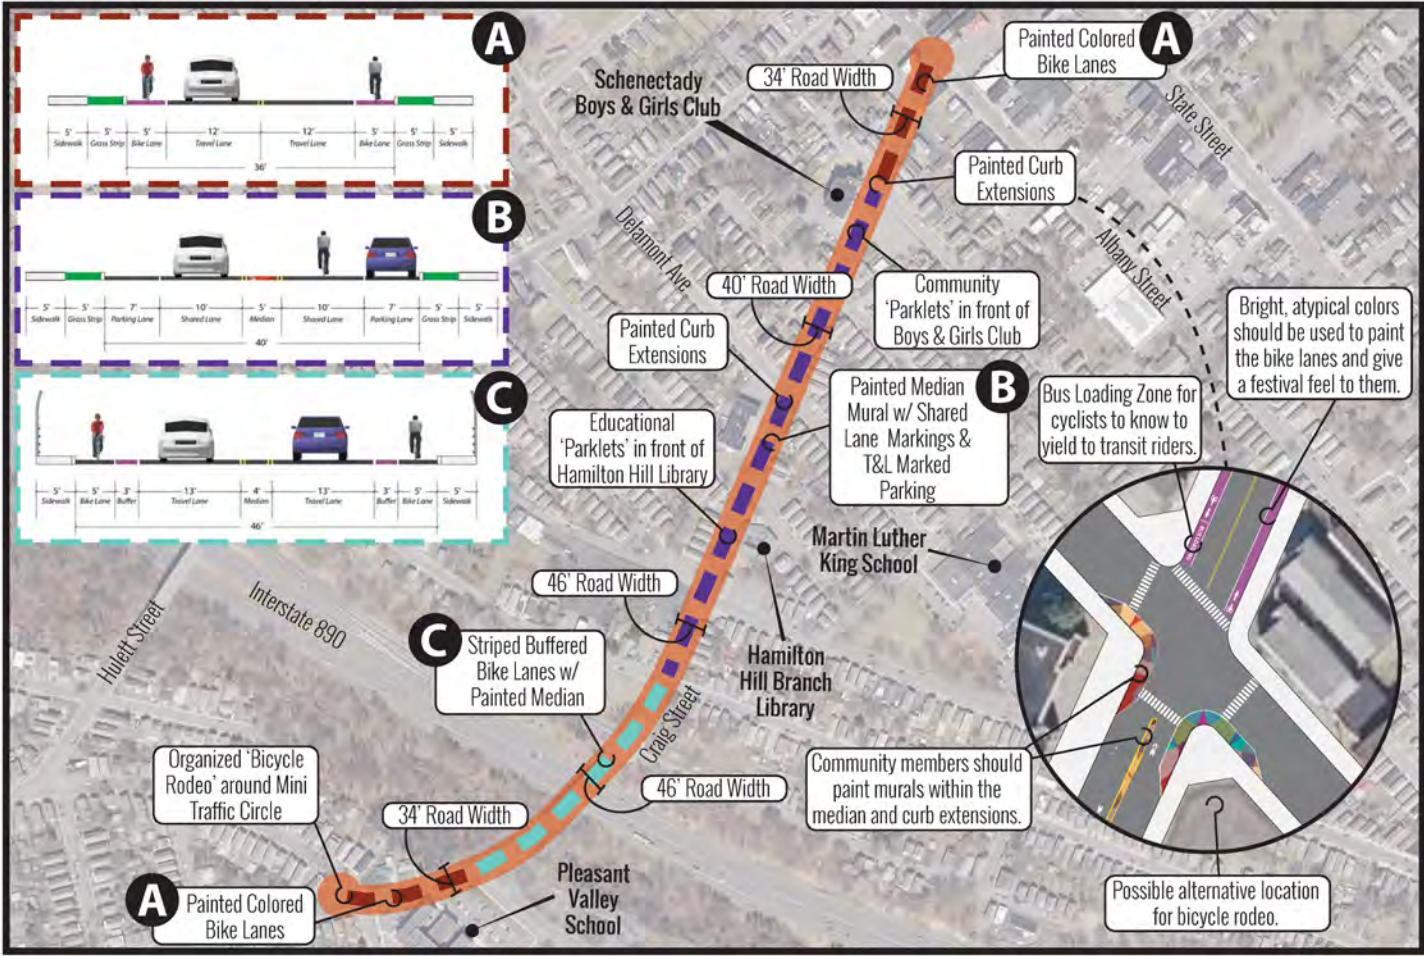 A
5' 5' 5' 12' 12' 5' 5' 5'
Sidewalk Grass Strip Bike Lane Travel Lane Travel Lane Bike Lane Grass Strip Sidewalk
36'
B
5' 5' 7' 10' 5' 10' 7' 5' 5'
Sidewalk Grass Strip Parking Lane Shared Lane Median Shared Lane Parking Lane Grass Strip Sidewalk
40'
C
5' 5' 3' 13' 4' 13' 3' 5' 5'
Sidewalk Bike Lane Buffer Travel Lane Median Travel Lane Buffer Bike Lane Sidewalk
46'
Painted Colored
Bike Lanes
A
34' Road Width
Schenectady
Boys & Girls Club
State Street
Painted Curb
Extensions
Delamont Ave
Albany Street
40' Road Width
Community
'Parklets' in front of
Boys & Girls Club
Bright, atypical colors
should be used to paint
the bike lanes and give
a festival feel to them.
Painted Curb
Extensions
Painted Median
Mural w/ Shared
Lane Markings &
T&L Marked
Parking
B
Bus Loading Zone for
cyclists to know to
yield to transit riders.
Educational
'Parklets' in front of
Hamilton Hill Library
Martin Luther
King School
46' Road Width
Interstate 890
Hulett Street
C
Striped Buffered
Bike Lanes w/
Painted Median
Hamilton
Hill Branch
Library
Craig Street
Organized 'Bicycle
Rodeo' around Mini
Traffic Circle
46' Road Width
Community members should
paint murals within the
median and curb extensions.
34' Road Width
A
Painted Colored
Bike Lanes
Pleasant
Valley
School
Possible alternative location
for bicycle rodeo.